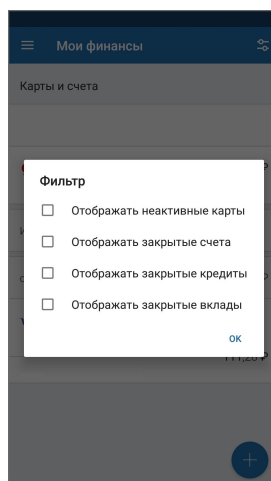 Мои финансы
Карты и счета
Фильтр
Отображать неактивные карты
Отображать закрытые счета
Отображать закрытые кредиты
Отображать закрытые вклады
ОК